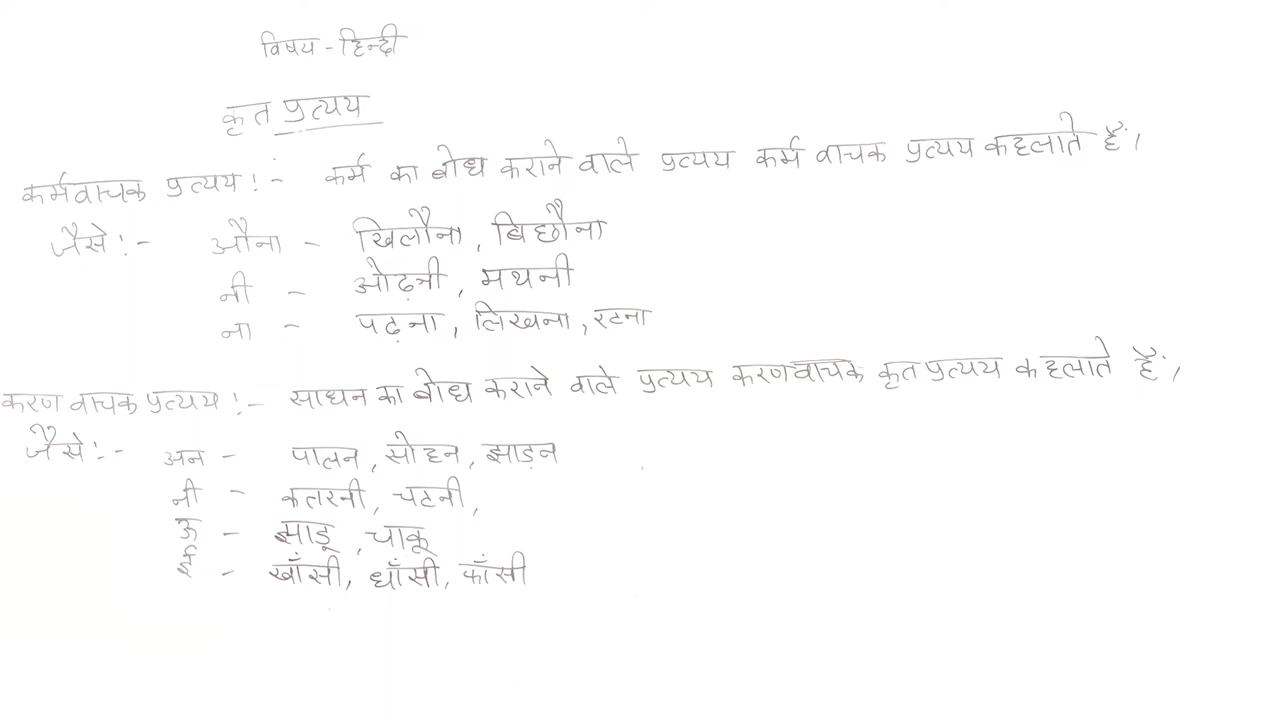 विषय - हिन्दी
कृत प्रत्यय
कर्मवाचक प्रत्यय :- कर्म का बोध कराने वाले प्रत्यय कर्म वाचक प्रत्यय कहलाते हैं।
जैसे :- औना - खिलौना, बिछौना
नी - ओढ़नी, मथनी
ना - पढ़ना, लिखना, रटना
करण वाचक प्रत्यय :- साधन का बोध कराने वाले प्रत्यय करणवाचक कृत प्रत्यय कहलाते हैं।
जैसे :- अन - पालन, सोहन, झाड़न
नी - कतरनी, चटनी,
ऊ - झाड़ू, चाकू
ई - खाँसी, धाँसी, फाँसी